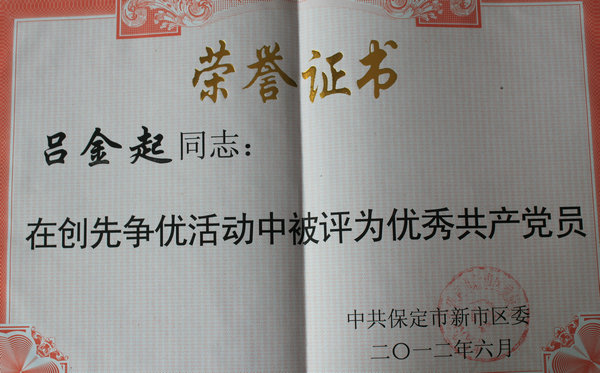 荣誉证书
吕金起同志：
在创先争优活动中被评为优秀共产党员
中共保定市新市区委
二〇一二年六月